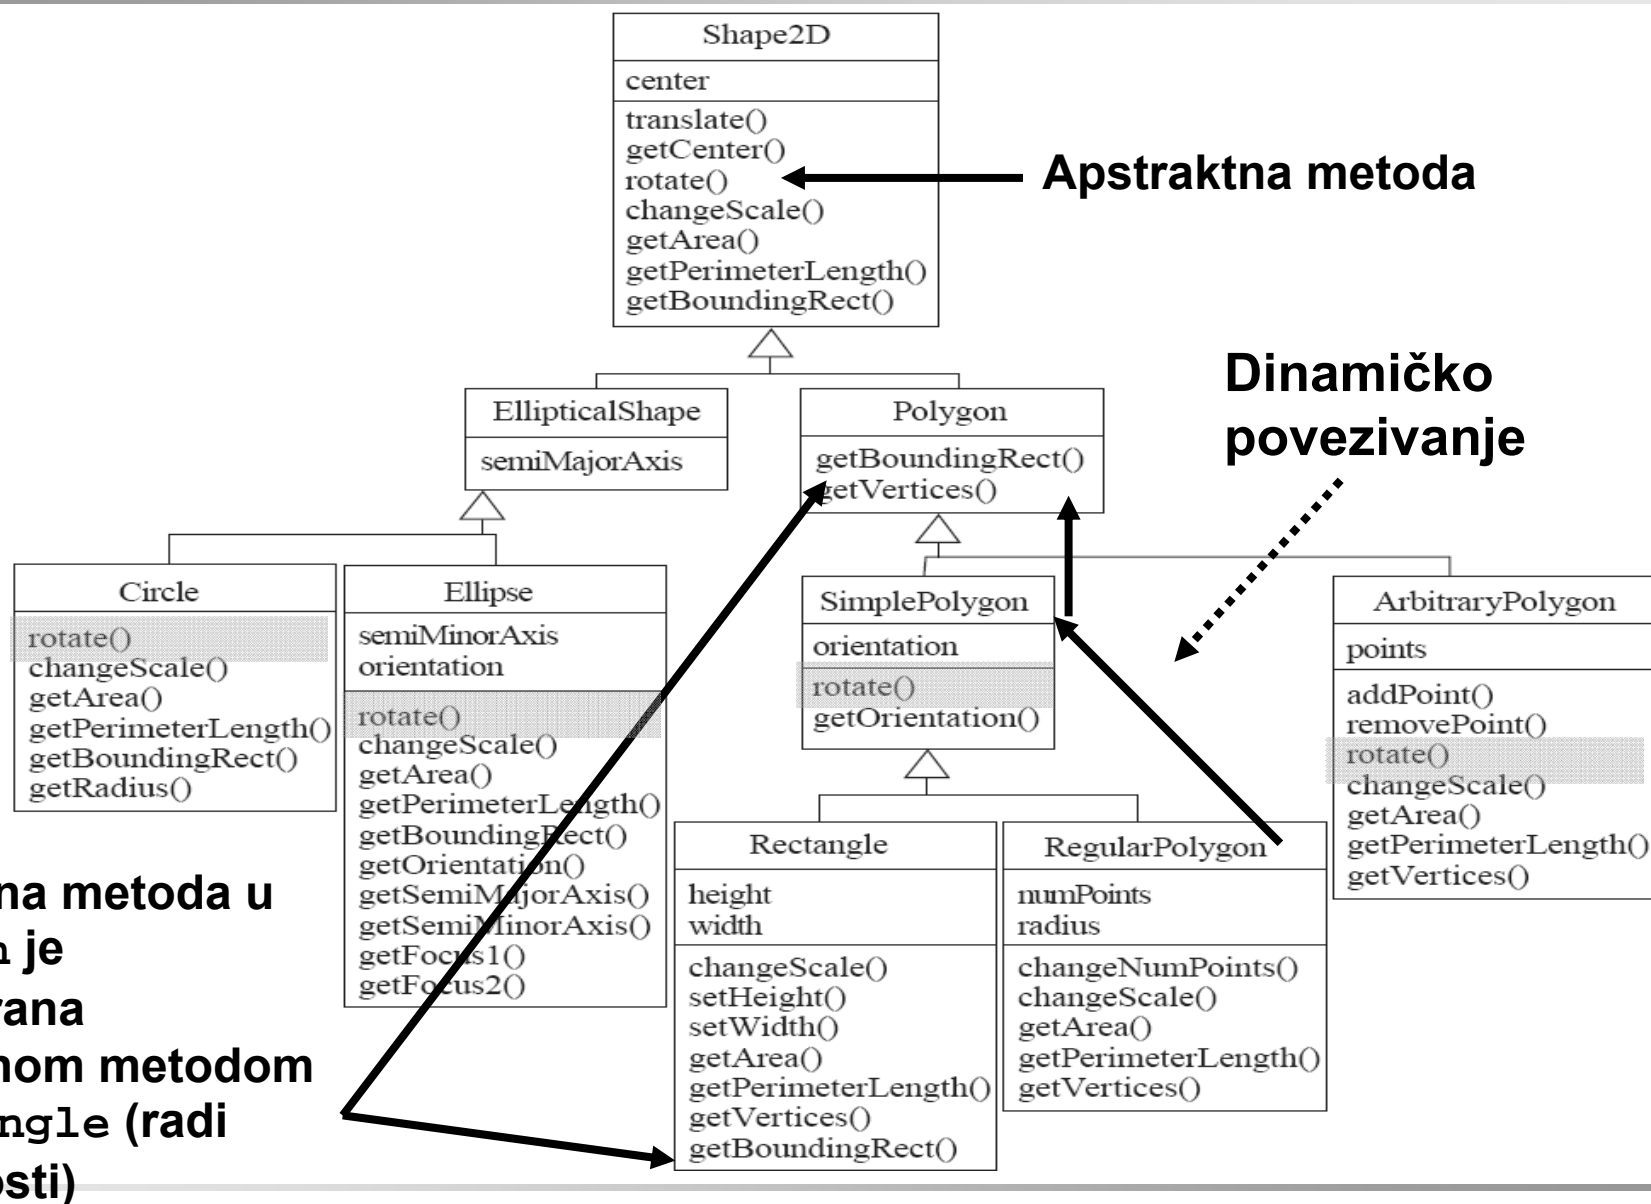 Shape2D
center
translate()
getCenter()
rotate()
changeScale()
getArea()
getPerimeterLength()
getBoundingRect()
Apstraktna metoda
Dinamičko
povezivanje
EllipticalShape
semiMajorAxis
Polygon
getBoundingRect()
getVertices()
Circle
rotate()
changeScale()
getArea()
getPerimeterLength()
getBoundingRect()
getRadius()
Ellipse
semiMinorAxis
orientation
rotate()
changeScale()
getArea()
getPerimeterLength()
getBoundingRect()
getOrientation()
getSemiMajorAxis()
getSemiMinorAxis()
getFocus1()
getFocus2()
SimplePolygon
orientation
rotate()
getOrientation()
ArbitraryPolygon
points
addPoint()
removePoint()
rotate()
changeScale()
getArea()
getPerimeterLength()
getVertices()
Rectangle
height
width
changeScale()
setHeight()
setWidth()
getArea()
getPerimeterLength()
getVertices()
getBoundingRect()
RegularPolygon
numPoints
radius
changeNumPoints()
changeScale()
getArea()
getPerimeterLength()
getVertices()
na metoda u
n je
rana
nom metodom
ngle (radi
osti)